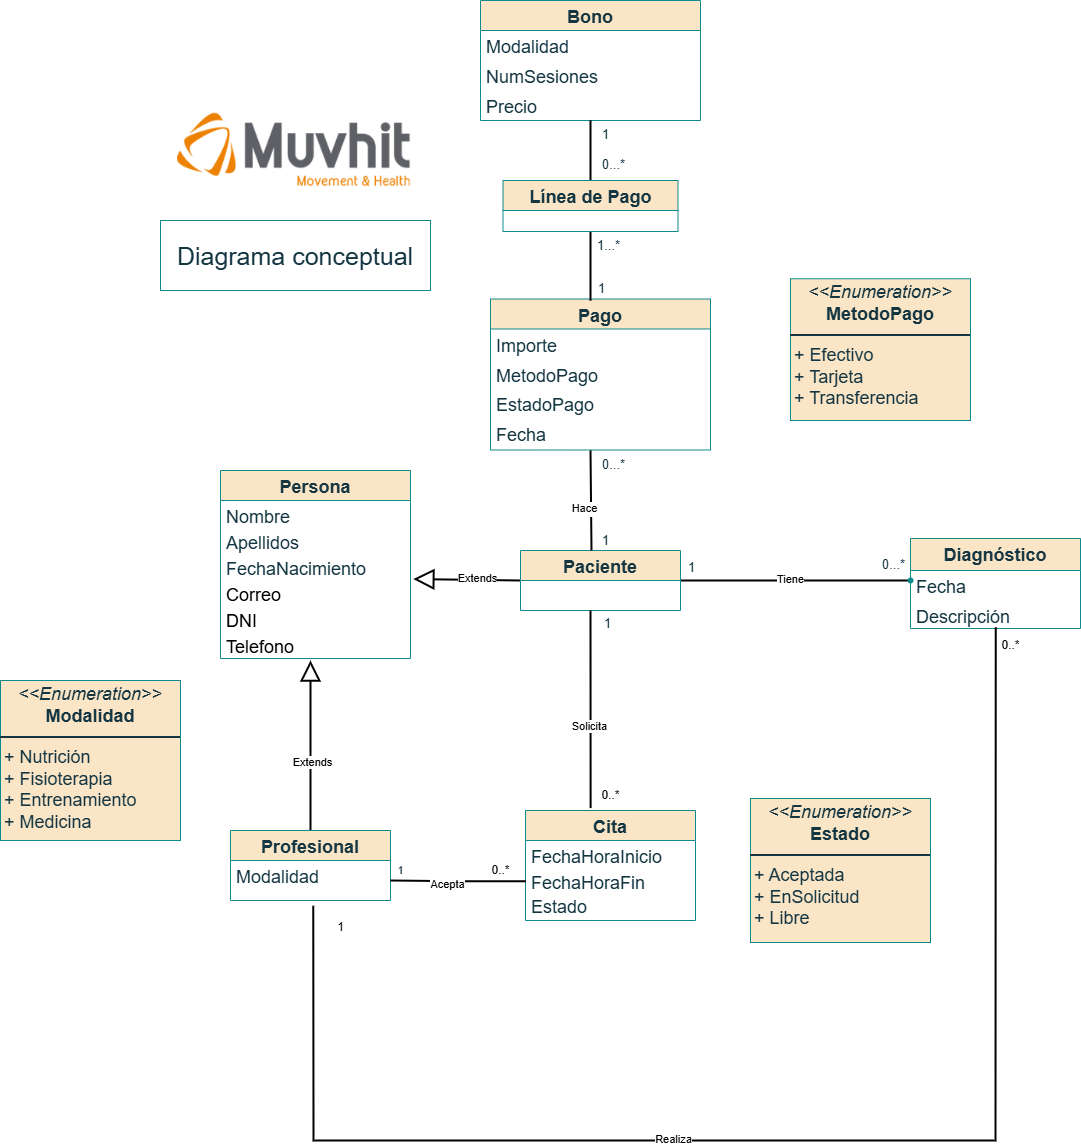 Bono
Modalidad
NumSesiones
Precio
1
0...*
Muvhit
Movement & Health
Línea de Pago
1...*
Diagrama conceptual
1
Pago
Importe
MetodoPago
EstadoPago
Fecha
<<Enumeration>>
MetodoPago
+ Efectivo
+ Tarjeta
+ Transferencia
0...*
Hace
1
Persona
Nombre
Apellidos
FechaNacimiento
Correo
DNI
Telefono
Extends
Paciente
1
Tiene
0...*
Diagnóstico
Fecha
Descripción
0..*
1
Solicita
0..*
<<Enumeration>>
Modalidad
+ Nutrición
+ Fisioterapia
+ Entrenamiento
+ Medicina
Extends
Profesional
Modalidad
1
Acepta
0..*
Cita
FechaHoraInicio
FechaHoraFin
Estado
<<Enumeration>>
Estado
+ Aceptada
+ EnSolicitud
+ Libre
1
Realiza